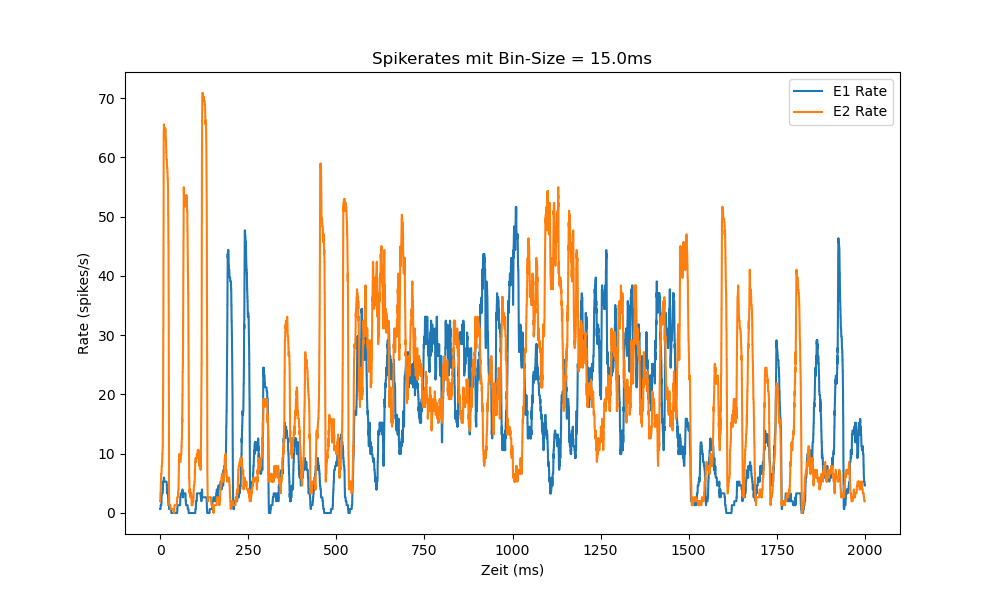 Spikerates mit Bin-Size = 15.0ms
E1 Rate
E2 Rate
Rate (spikes/s)
70
60
50
40
30
20
10
0
0 250 500 750 1000 1250 1500 1750 2000
Zeit (ms)